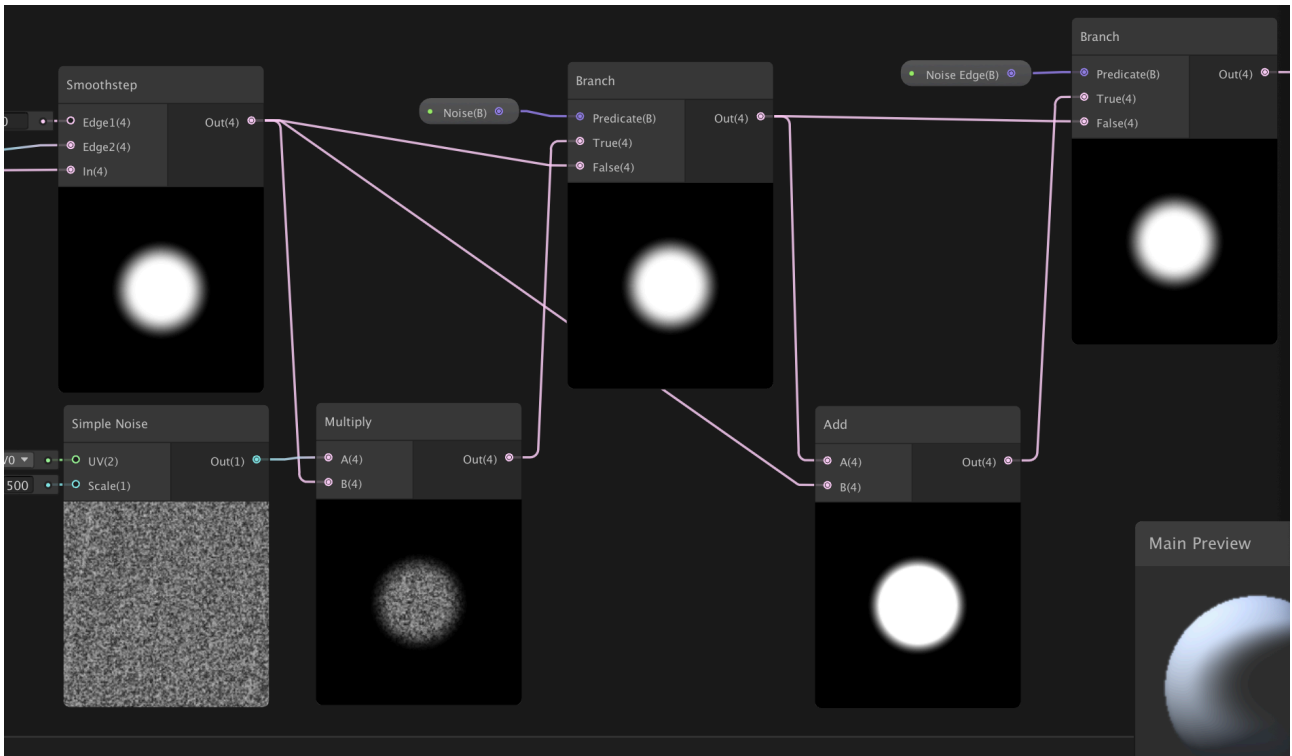 Smoothstep
0
Edge1(4)
Out(4)
Edge2(4)
In(4)
Noise(B)
Branch
Predicate(B)
Out(4)
True(4)
False(4)
Noise Edge(B)
Branch
Predicate(B)
Out(4)
True(4)
False(4)
Simple Noise
UV(2)
Out(1)
500
Scale(1)
Multiply
A(4)
Out(4)
B(4)
Add
A(4)
Out(4)
B(4)
Main Preview